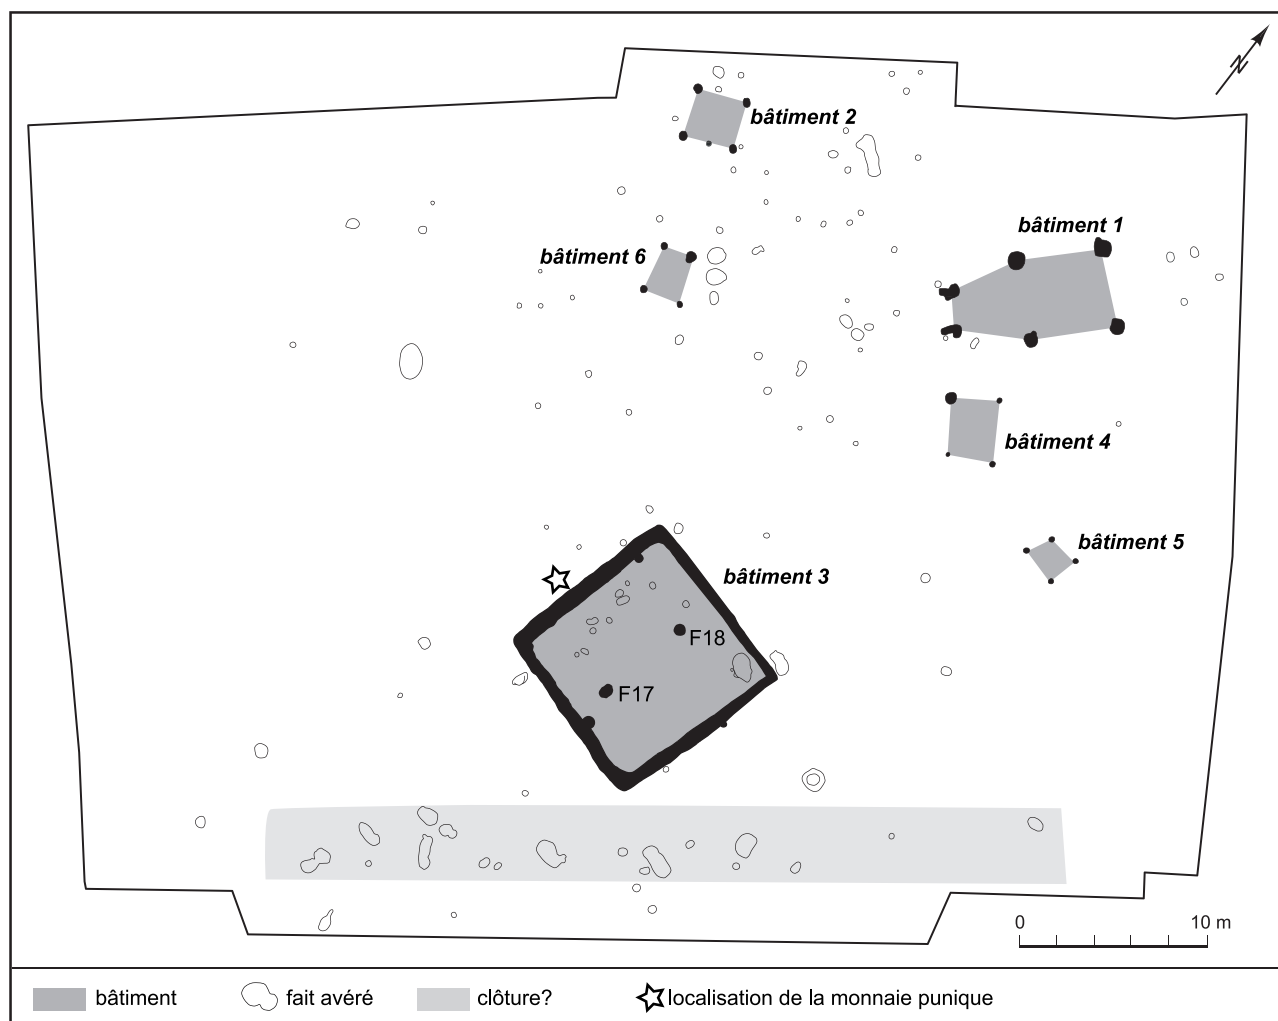 N
bâtiment 2
bâtiment 1
bâtiment 6
bâtiment 4
bâtiment 5
bâtiment 3
F18
F17
0 10 m
bâtiment fait avéré clôture? localisation de la monnaie punique